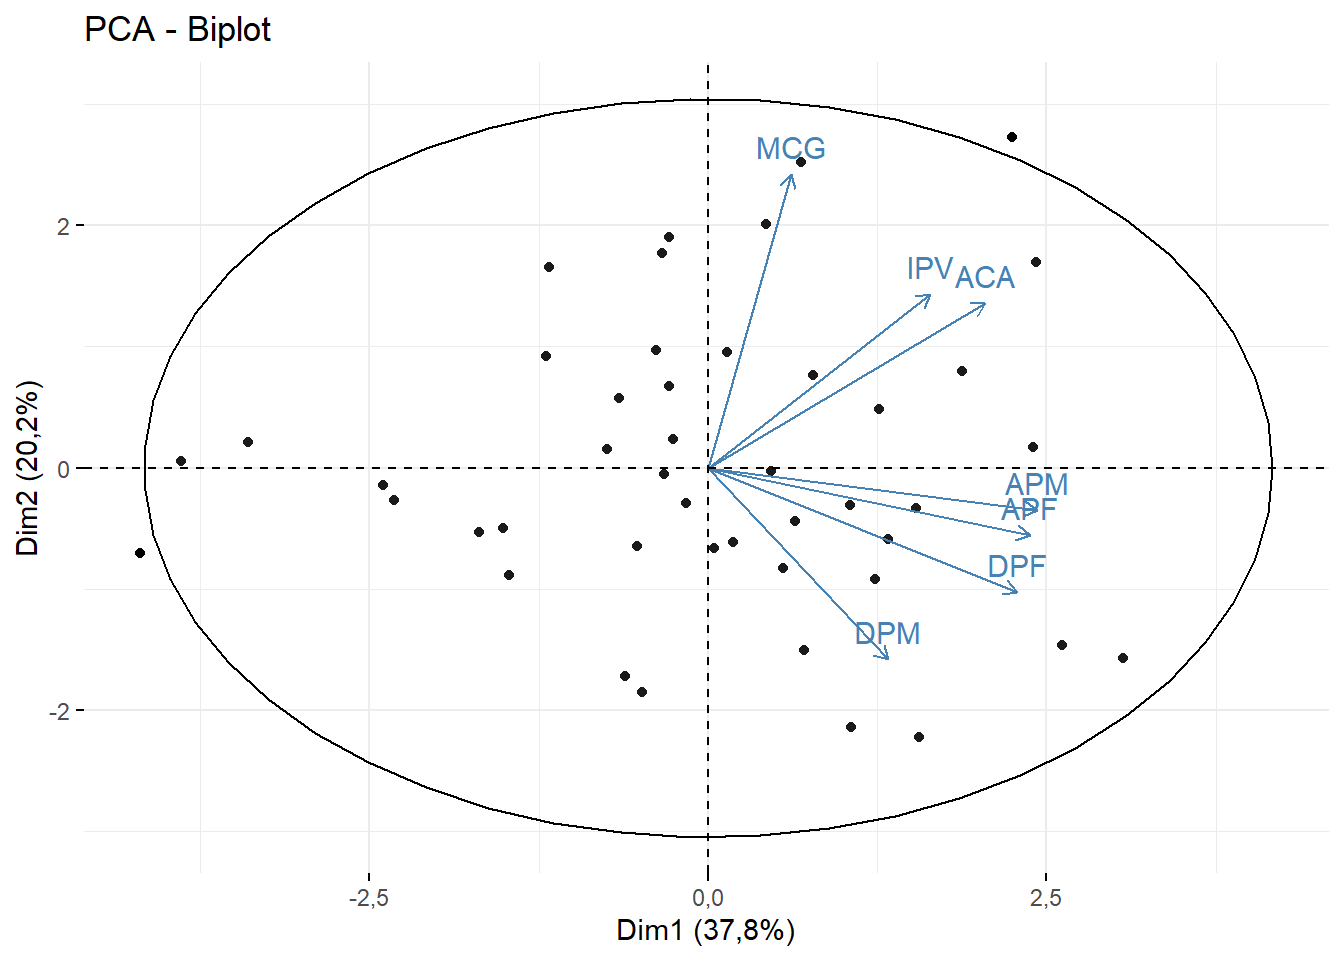 PCA - Biplot
MCG
IPV
ACA
APM
APF
DPF
DPM
2
0
-2
-2,5
0,0
2,5
Dim1 (37,8%)
Dim2 (20,2%)